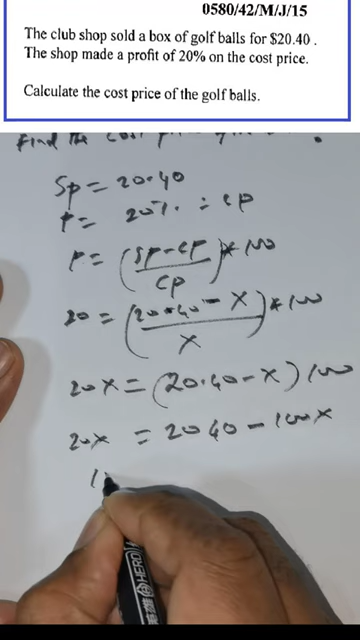 0580/42/M/J/15
The club shop sold a box of golf balls for $20.40 .
The shop made a profit of 20% on the cost price.
Calculate the cost price of the golf balls.
Find the
Sp = 20.40
P = 20%. : CP
P = (SP-CP/CP) * 100
20 = (20.40 - X/X) * 100
20X = (20.40 - X) 100
20X = 2040 - 100X
1
HERO